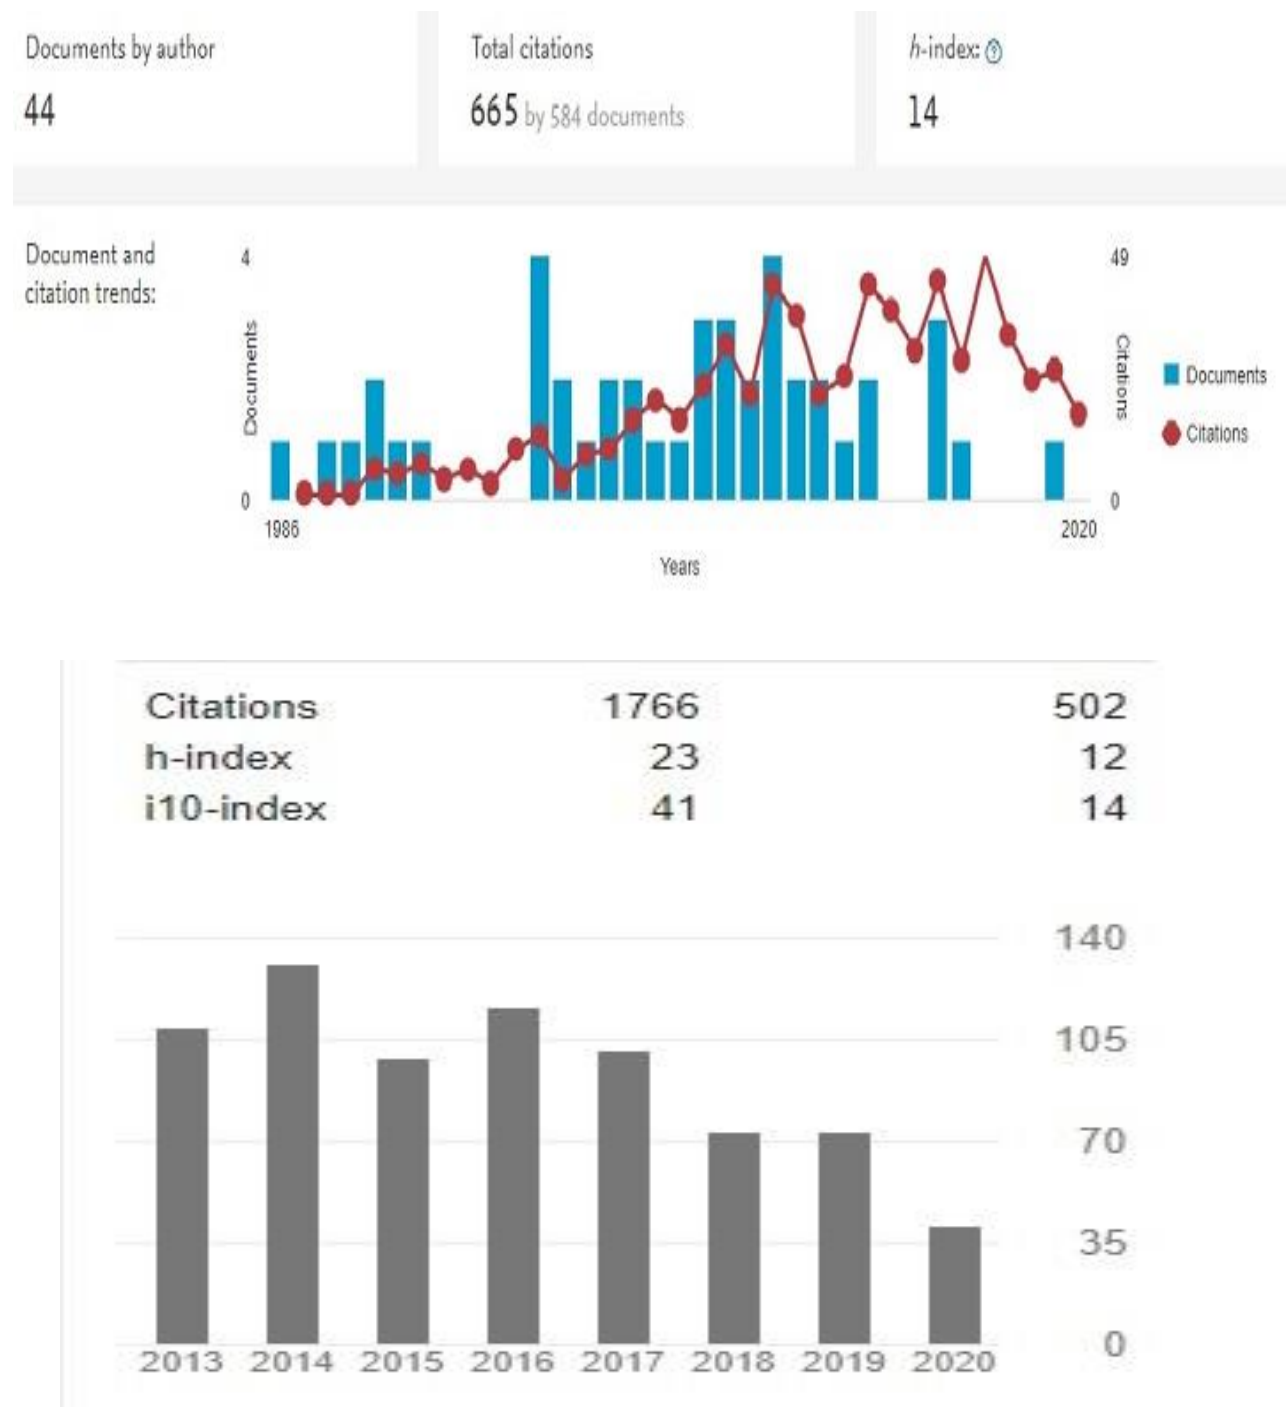 Documents by author
44
Total citations
665 by 584 documents
h-index: ?
14
Document and
citation trends:
4
49
Documents
Citations
0
0
1986
2020
Years
Documents
Citations
Citations 1766 502
h-index 23 12
i10-index 41 14
140
105
70
35
0
2013 2014 2015 2016 2017 2018 2019 2020